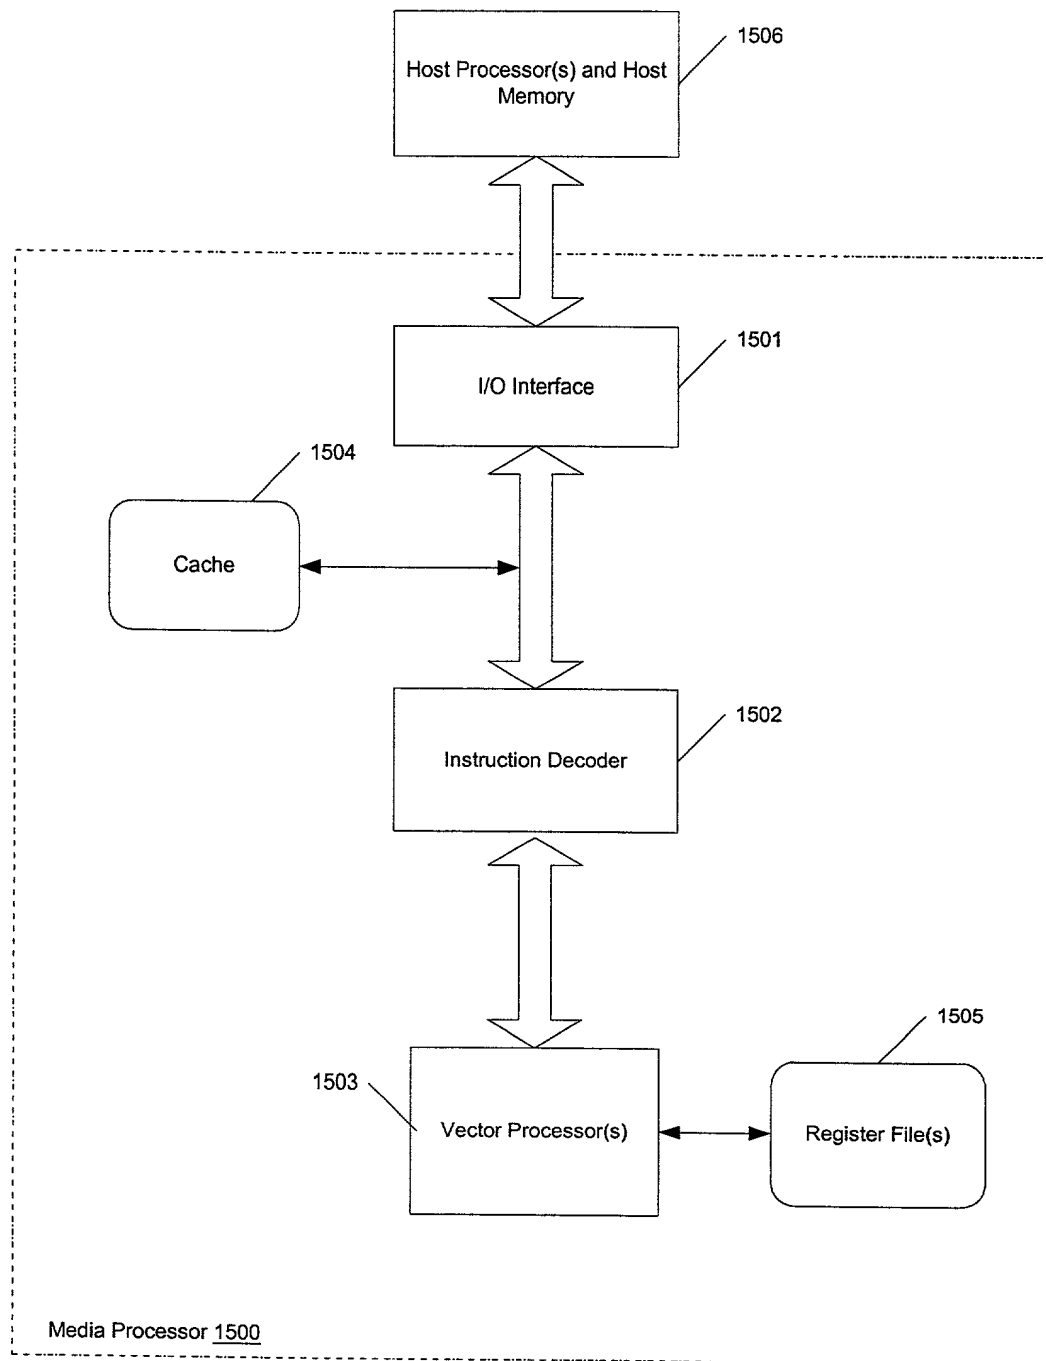 1506
Host Processor(s) and Host
Memory
1501
I/O Interface
1504
Cache
1502
Instruction Decoder
1505
1503
Vector Processor(s)
Register File(s)
Media Processor 1500